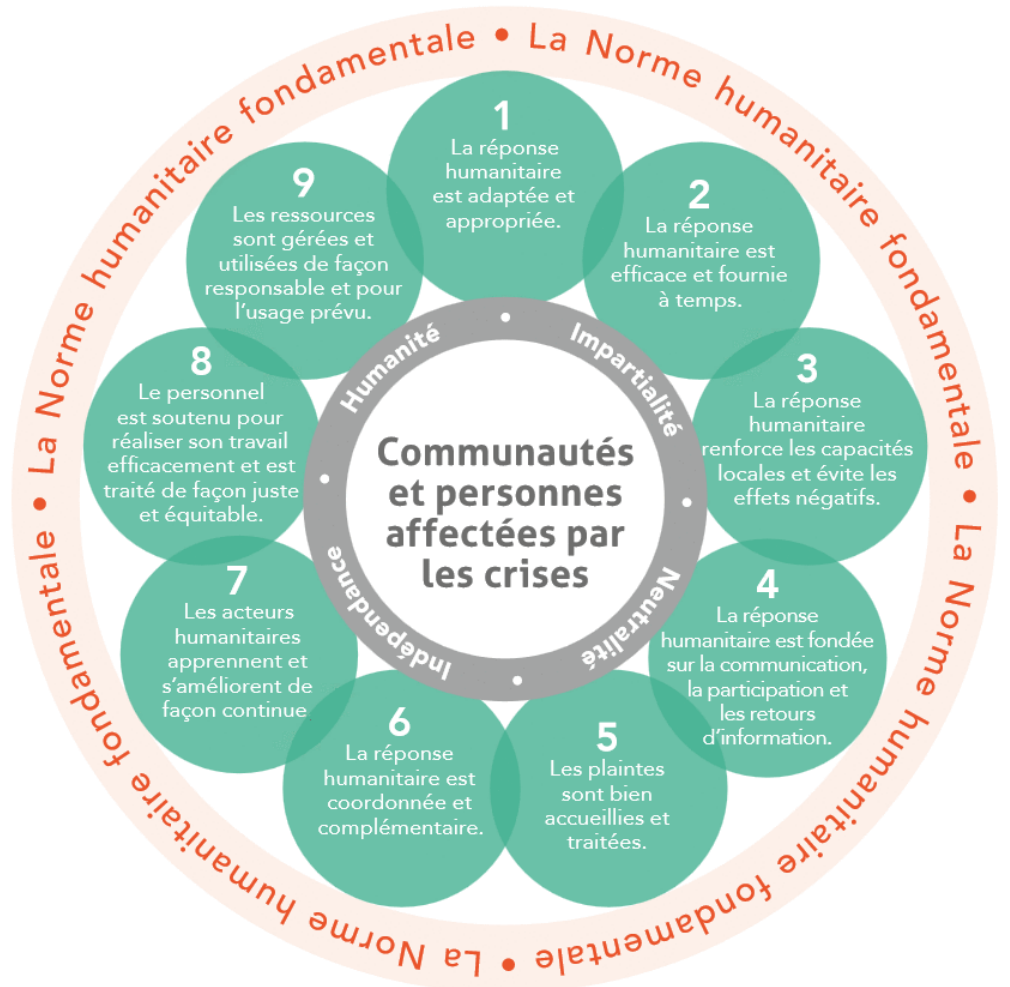 La Norme humanitaire fondamentale • La Norme humanitaire fondamentale • La Norme humanitaire fondamentale • La Norme humanitaire fondamentale •
1
La réponse
humanitaire
est adaptée et
appropriée.
2
La réponse
humanitaire est
efficace et fournie
à temps.
3
La réponse
humanitaire
renforce les capacités
locales et évite les
effets négatifs.
4
La réponse
humanitaire est fondée
sur la communication,
la participation et
les retours
d’information.
5
Les plaintes
sont bien
accueillies et
traitées.
6
La réponse
humanitaire est
coordonnée et
complémentaire.
7
Les acteurs
humanitaires
apprennent et
s’améliorent de
façon continue
8
Le personnel
est soutenu pour
réaliser son travail
efficacement et est
traité de façon juste
et équitable.
9
Les ressources
sont gérées et
utilisées de façon
responsable et pour
l’usage prévu.
Humanité • Impartialité • Neutralité • Indépendance •
Communautés
et personnes
affectées par
les crises